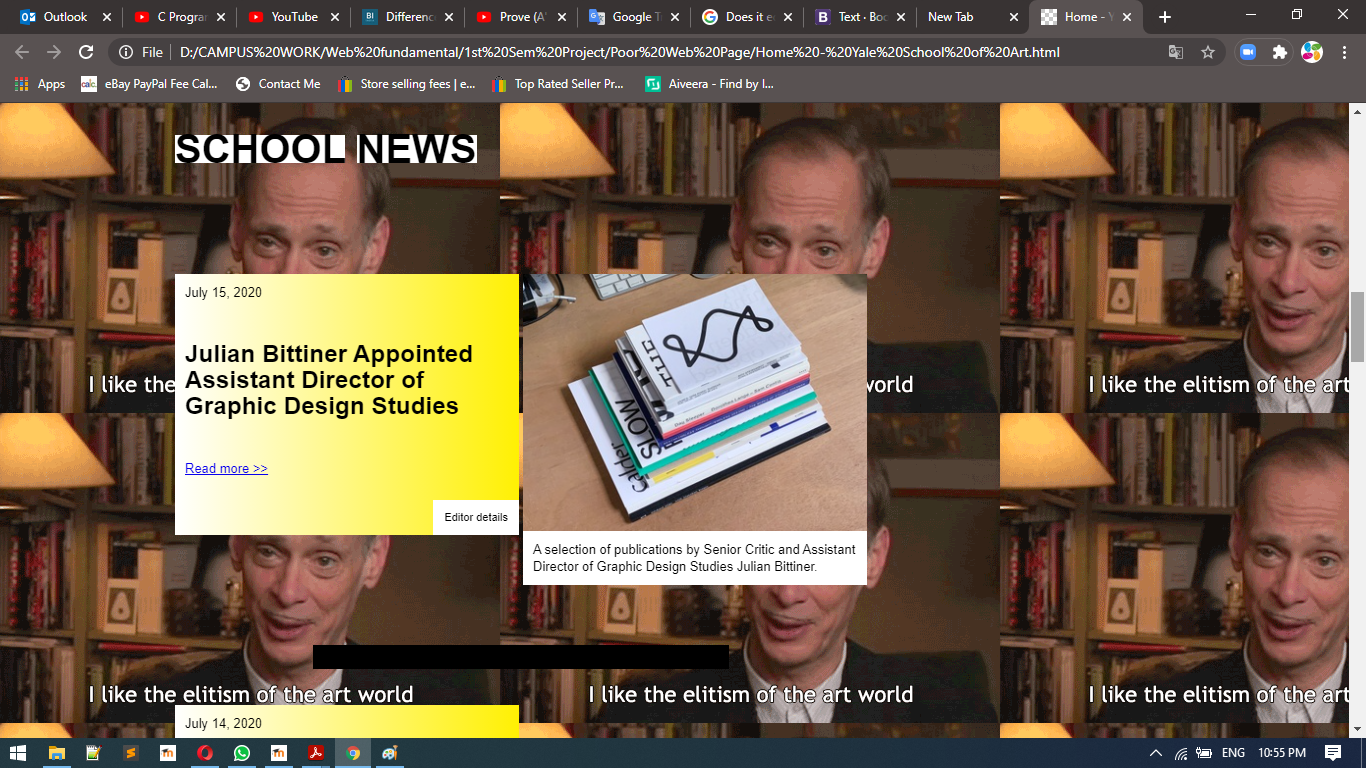 Outlook
C Progran
YouTube
Difference
Prove (A'
Google T
Does it e
Text · Boo
New Tab
Home - Y
File | D:/CAMPUS%20WORK/Web%20fundamental/1st%20Sem%20Project/Poor%20Web%20Page/Home%20-%20Yale%20School%20of%20Art.html
Apps
eBay PayPal Fee Cal...
Contact Me
Store selling fees | e...
Top Rated Seller Pr...
Aiveera - Find by I...
SCHOOL NEWS
July 15, 2020
Julian Bittiner Appointed
Assistant Director of
Graphic Design Studies
Read more >>
Editor details
SLOW
Calder
A selection of publications by Senior Critic and Assistant
Director of Graphic Design Studies Julian Bittiner.
I like the
world
I like the elitism of the art
I like the elitism of the art world
I like the elitism of the art world
I like the elitism of the art
July 14, 2020
ENG
10:55 PM